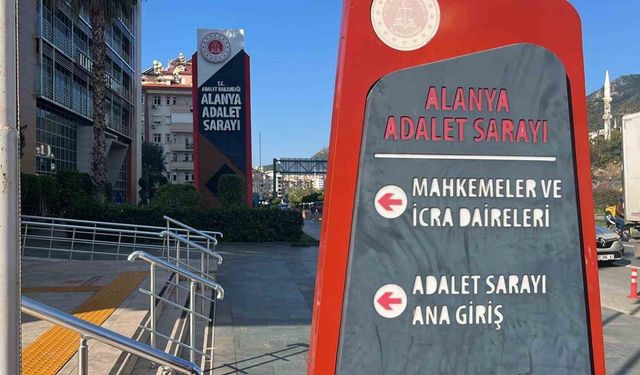 T.C.
ADALET BAKANLIĞI
ALANYA
ADALET
SARAYI
ALANYA
ADALET SARAYI
MAHKEMELER VE
İCRA DAİRELERİ
ADALET SARAYI
ANA GİRİŞ